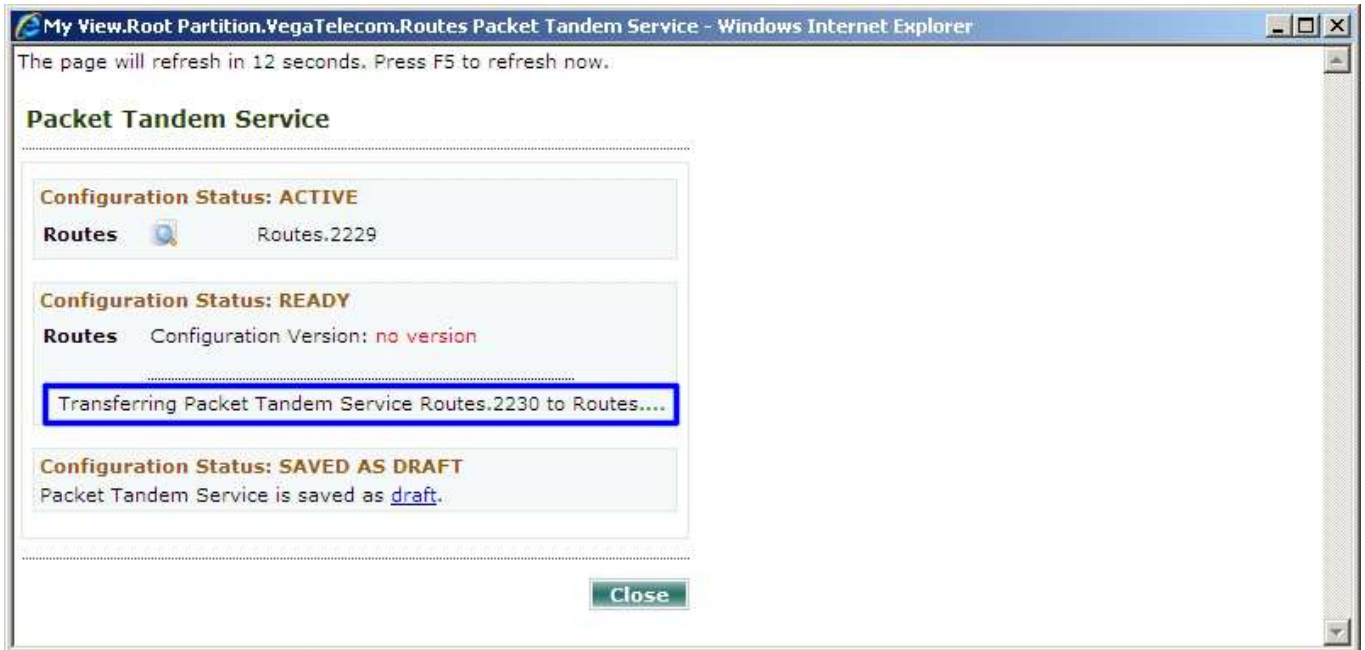 My View.Root Partition.VegaTelecom.Routes Packet Tandem Service - Windows Internet Explorer
The page will refresh in 12 seconds. Press F5 to refresh now.
Packet Tandem Service
Configuration Status: ACTIVE
Routes Routes.2229
Configuration Status: READY
Routes Configuration Version: no version
Transferring Packet Tandem Service Routes.2230 to Routes....
Configuration Status: SAVED AS DRAFT
Packet Tandem Service is saved as draft.
Close